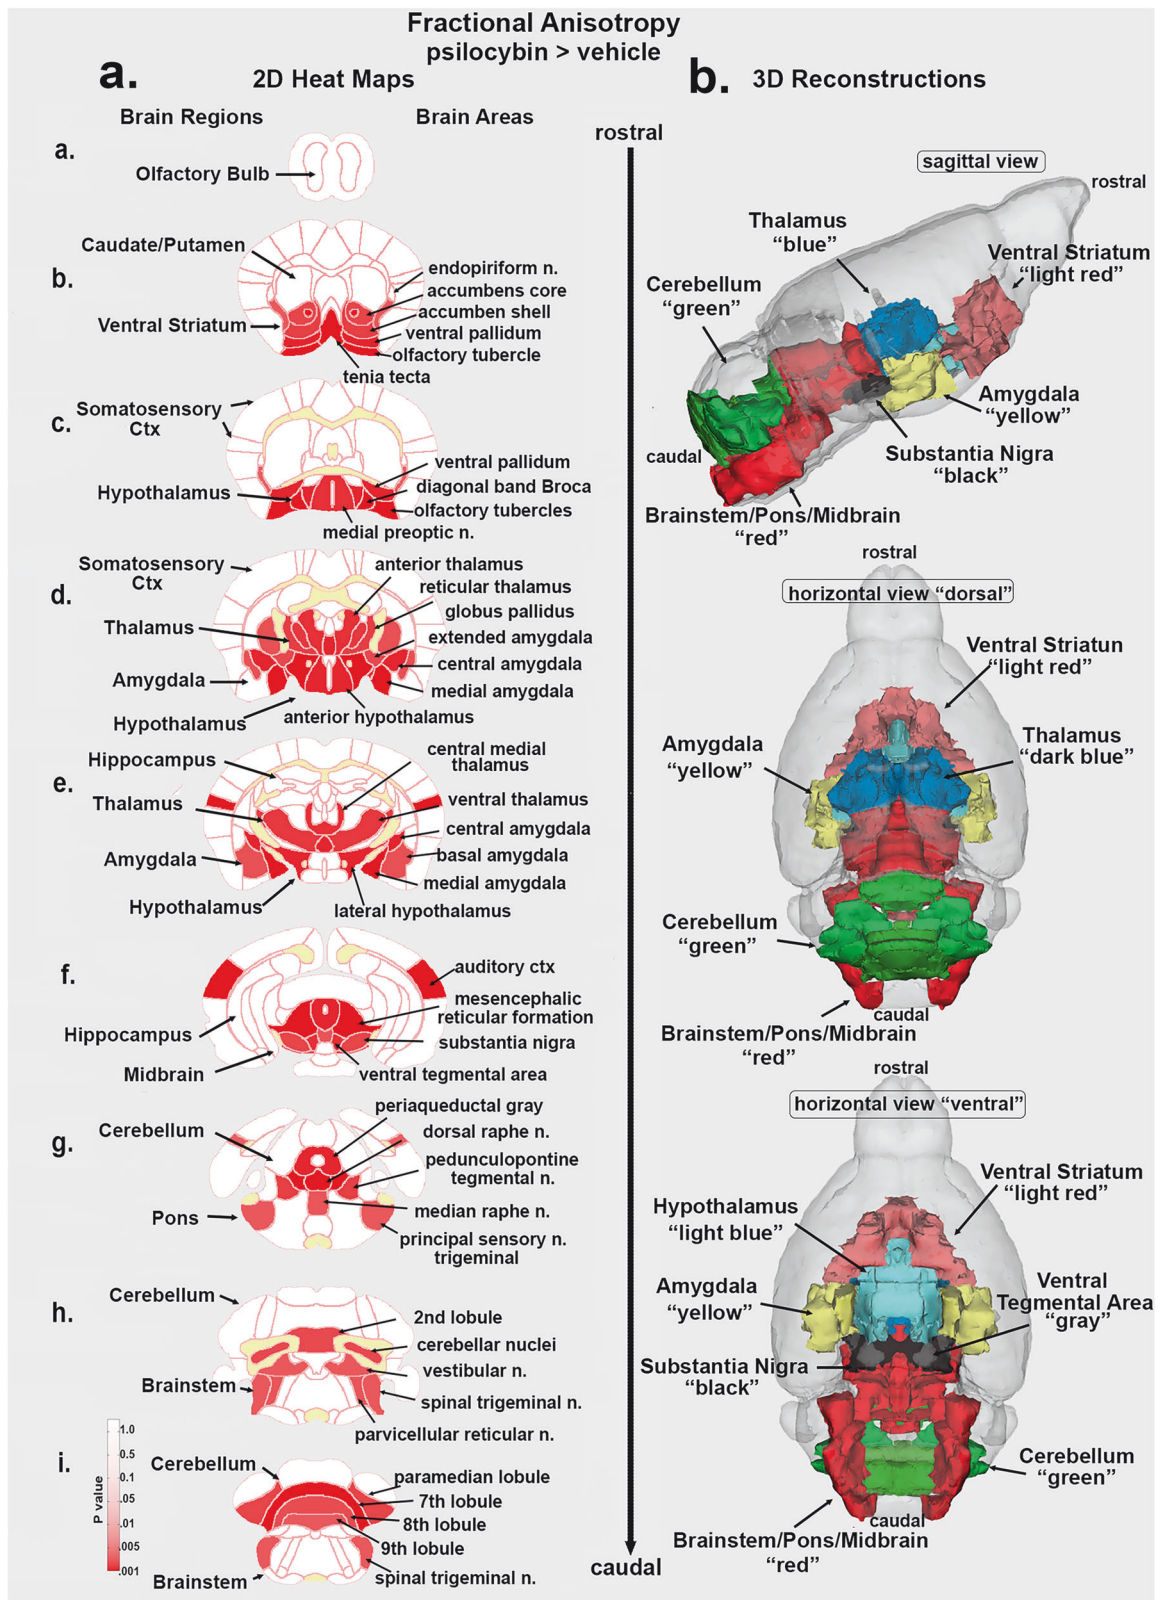 Fractional Anisotropy
psilocybin > vehicle
a.
2D Heat Maps
Brain Regions
Brain Areas
a.
Olfactory Bulb
b.
Caudate/Putamen
Ventral Striatum
endopiriform n.
accumbens core
accumben shell
ventral pallidum
olfactory tubercle
tenia tecta
c.
Somatosensory
Ctx
Hypothalamus
ventral pallidum
diagonal band Broca
olfactory tubercles
medial preoptic n.
d.
Somatosensory
Ctx
Thalamus
Amygdala
Hypothalamus
anterior thalamus
reticular thalamus
globus pallidus
extended amygdala
central amygdala
medial amygdala
anterior hypothalamus
e.
Hippocampus
Thalamus
Amygdala
Hypothalamus
central medial
thalamus
ventral thalamus
central amygdala
basal amygdala
medial amygdala
lateral hypothalamus
f.
Hippocampus
Midbrain
auditory ctx
mesencephalic
reticular formation
substantia nigra
ventral tegmental area
g.
Cerebellum
Pons
periaqueductal gray
dorsal raphe n.
pedunculopontine
tegmental n.
median raphe n.
principal sensory n.
trigeminal
h.
Cerebellum
Brainstem
2nd lobule
cerebellar nuclei
vestibular n.
spinal trigeminal n.
parvicellular reticular n.
i.
Cerebellum
Brainstem
paramedian lobule
7th lobule
8th lobule
9th lobule
spinal trigeminal n.
P value
1.0
0.5
0.1
.05
.01
.005
.001
rostral
caudal
b.
3D Reconstructions
sagittal view
rostral
Thalamus
“blue”
Ventral Striatum
“light red”
Cerebellum
“green”
Amygdala
“yellow”
caudal
Substantia Nigra
“black”
Brainstem/Pons/Midbrain
“red”
rostral
horizontal view “dorsal”
Ventral Striatun
“light red”
Amygdala
“yellow”
Thalamus
“dark blue”
Cerebellum
“green”
caudal
Brainstem/Pons/Midbrain
“red”
rostral
horizontal view “ventral”
Ventral Striatum
“light red”
Hypothalamus
“light blue”
Amygdala
“yellow”
Ventral
Tegmental Area
“gray”
Substantia Nigra
“black”
Cerebellum
“green”
caudal
Brainstem/Pons/Midbrain
“red”